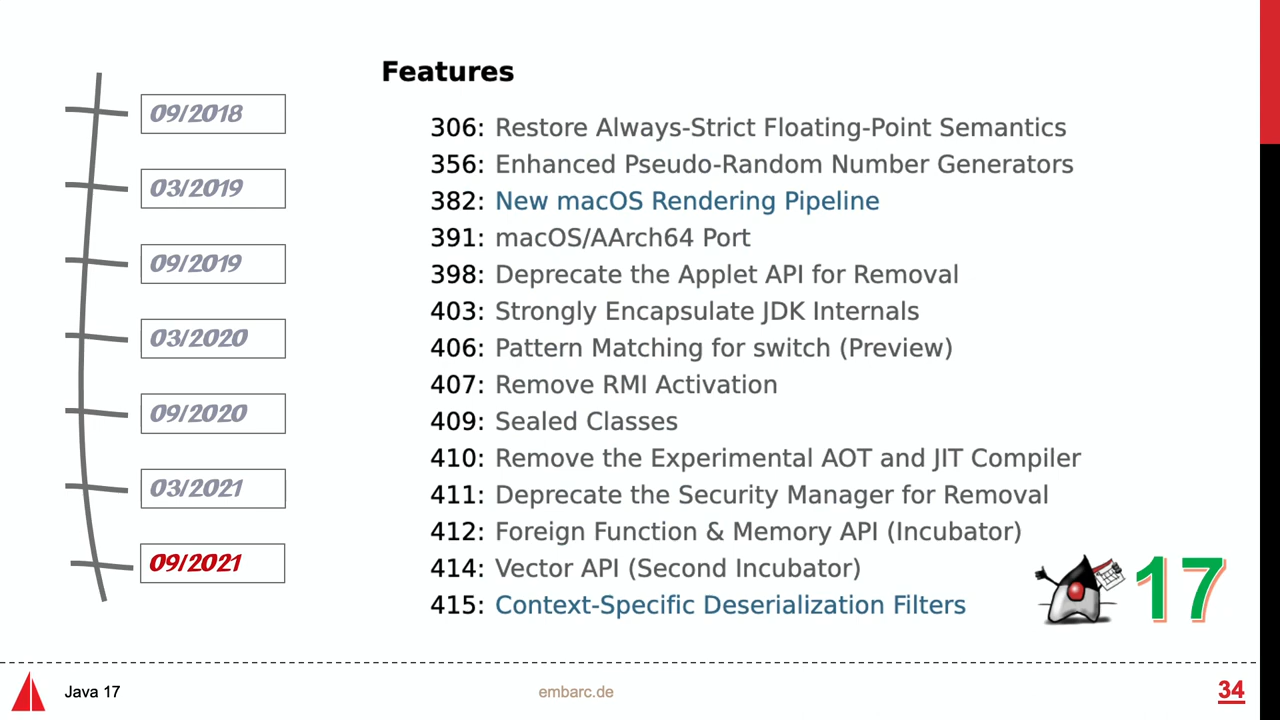 09/2018
03/2019
09/2019
03/2020
09/2020
03/2021
09/2021
Features
306: Restore Always-Strict Floating-Point Semantics
356: Enhanced Pseudo-Random Number Generators
382: New macOS Rendering Pipeline
391: macOS/AArch64 Port
398: Deprecate the Applet API for Removal
403: Strongly Encapsulate JDK Internals
406: Pattern Matching for switch (Preview)
407: Remove RMI Activation
409: Sealed Classes
410: Remove the Experimental AOT and JIT Compiler
411: Deprecate the Security Manager for Removal
412: Foreign Function & Memory API (Incubator)
414: Vector API (Second Incubator)
415: Context-Specific Deserialization Filters
17
Java 17
embarc.de
34